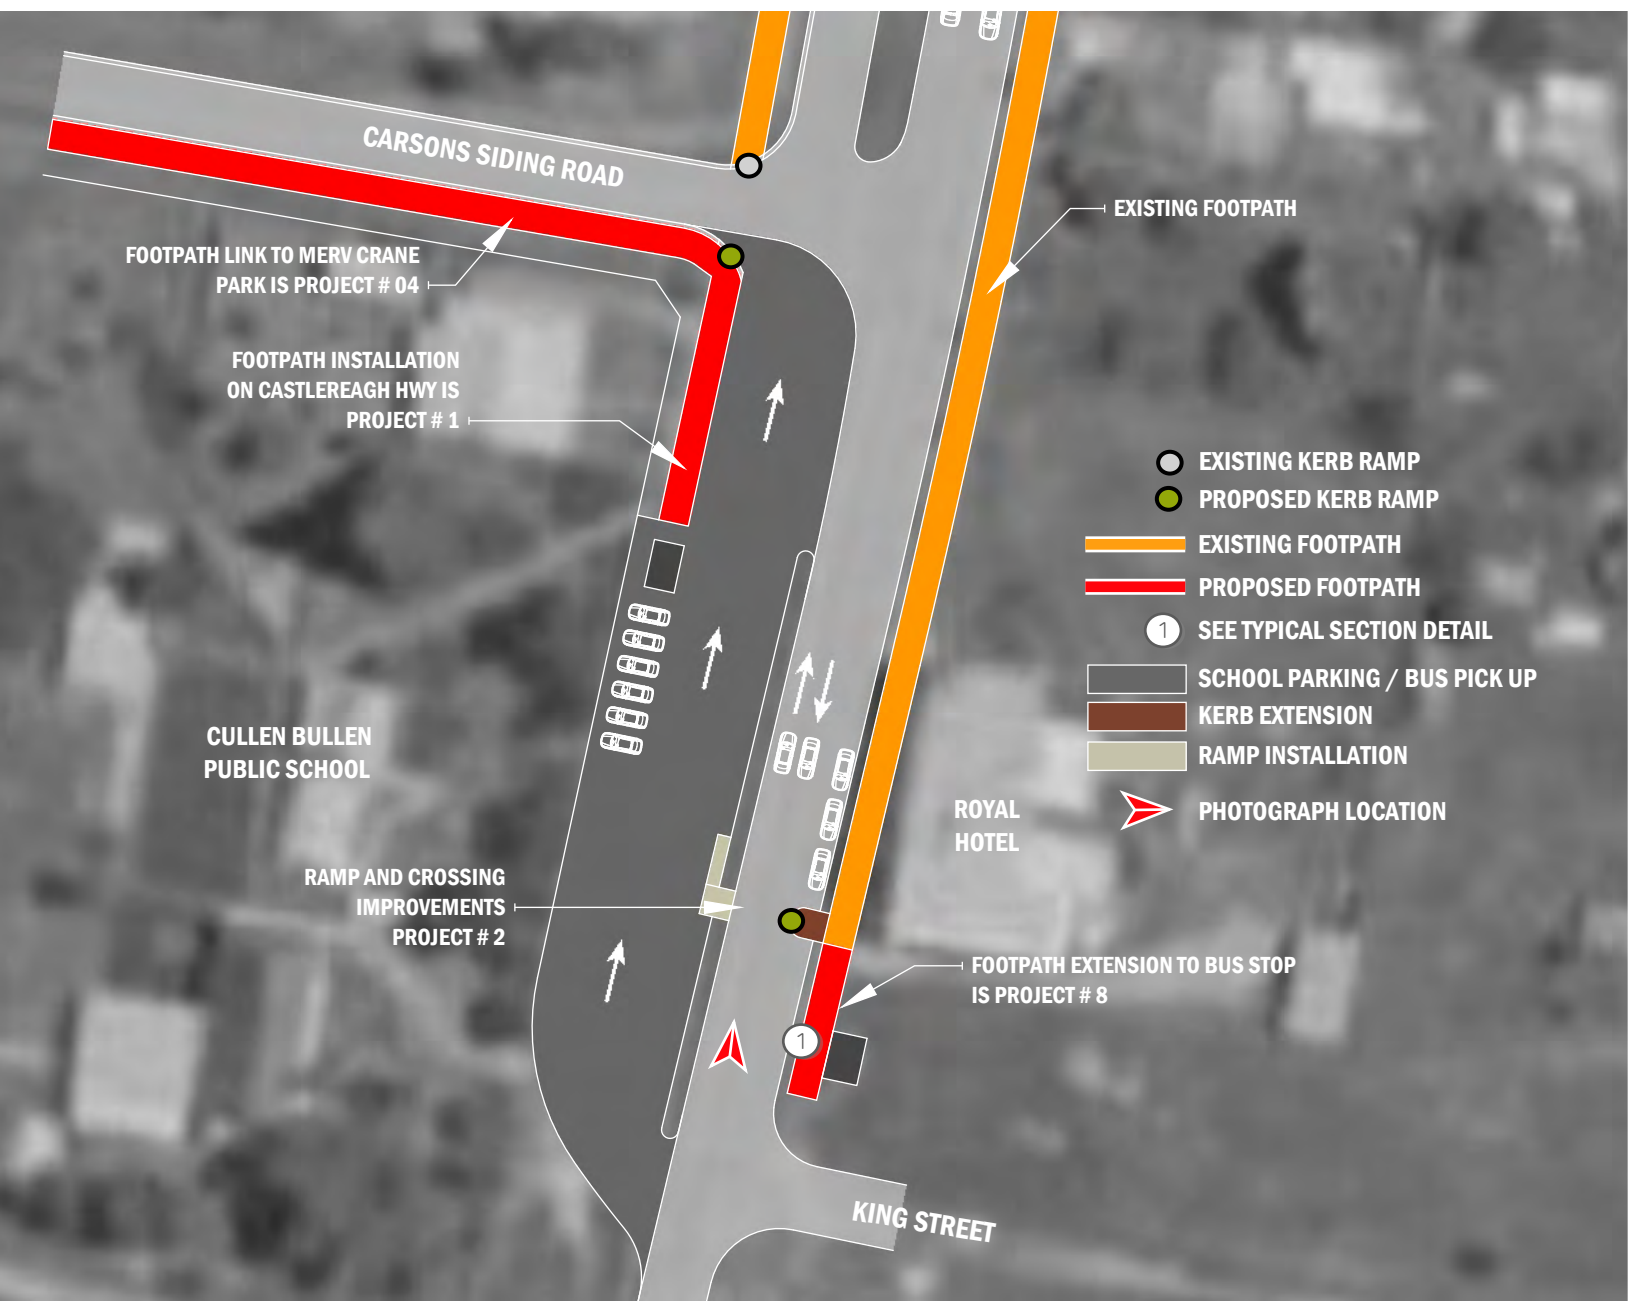 CARSONS SIDING ROAD
EXISTING FOOTPATH
FOOTPATH LINK TO MERV CRANE
PARK IS PROJECT # 04
FOOTPATH INSTALLATION
ON CASTLEREAGH HWY IS
PROJECT # 1
EXISTING KERB RAMP
PROPOSED KERB RAMP
EXISTING FOOTPATH
PROPOSED FOOTPATH
1 SEE TYPICAL SECTION DETAIL
SCHOOL PARKING / BUS PICK UP
KERB EXTENSION
RAMP INSTALLATION
PHOTOGRAPH LOCATION
CULLEN BULLEN
PUBLIC SCHOOL
ROYAL
HOTEL
RAMP AND CROSSING
IMPROVEMENTS
PROJECT # 2
FOOTPATH EXTENSION TO BUS STOP
IS PROJECT # 8
1
KING STREET